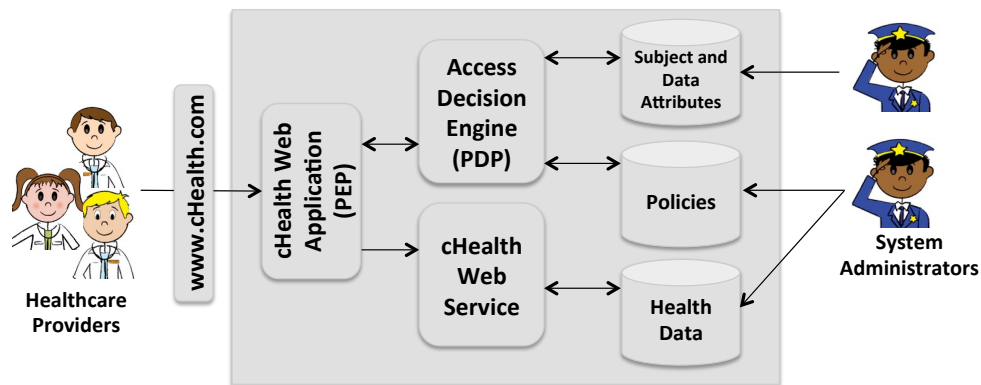 Healthcare
Providers
www.cHealth.com
cHealth Web
Application
(PEP)
Access
Decision
Engine
(PDP)
cHealth
Web
Service
Subject and
Data
Attributes
Policies
Health
Data
System
Administrators